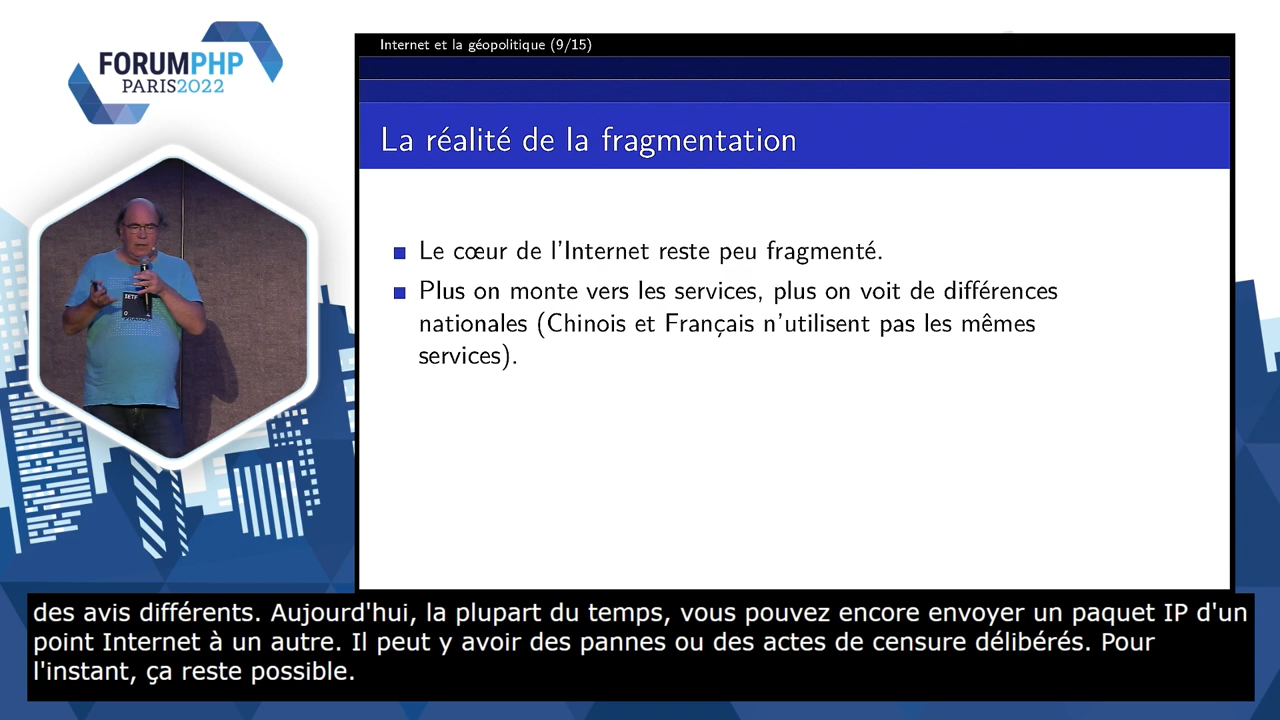 FORUMPHP
PARIS2022
Internet et la géopolitique (9/15)
La réalité de la fragmentation
Le cœur de l'Internet reste peu fragmenté.
Plus on monte vers les services, plus on voit de différences
nationales (Chinois et Français n'utilisent pas les mêmes
services).
IETF
des avis différents. Aujourd'hui, la plupart du temps, vous pouvez encore envoyer un paquet IP d'un
point Internet à un autre. Il peut y avoir des pannes ou des actes de censure délibérés. Pour
l'instant, ça reste possible.